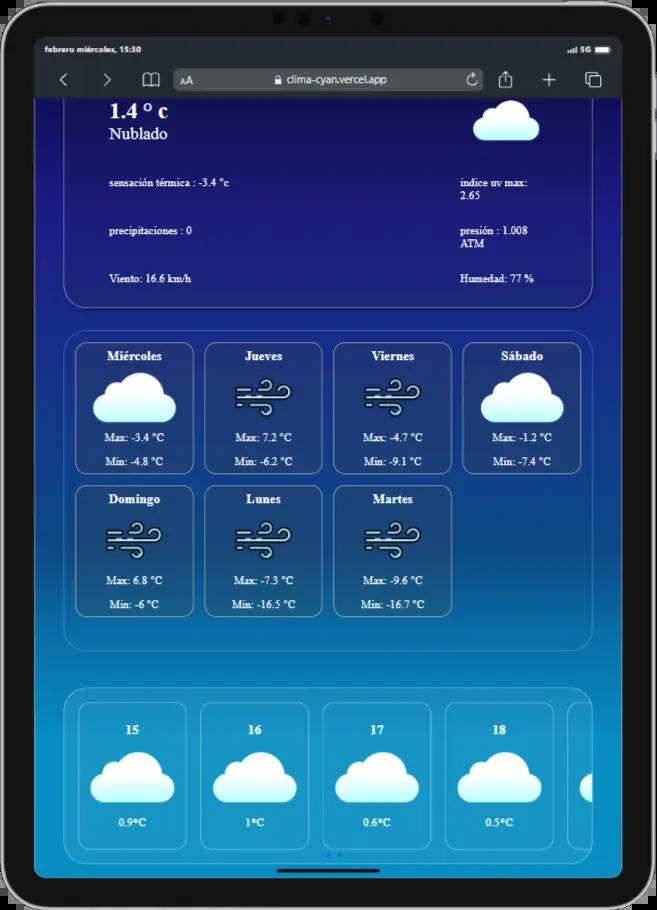 febrero miércoles, 15:30
5G
AA
clima-cyan.vercel.app
1.4 ° c
Nublado
sensación térmica : -3.4 °c
indice uv max:
2.65
precipitaciones : 0
presión : 1.008
ATM
Viento: 16.6 km/h
Humedad: 77 %
Miércoles
Jueves
Viernes
Sábado
Max: -3.4 °C
Max: 7.2 °C
Max: -4.7 °C
Max: -1.2 °C
Min: -4.8 °C
Min: -6.2 °C
Min: -9.1 °C
Min: -7.4 °C
Domingo
Lunes
Martes
Max: 6.8 °C
Max: -7.3 °C
Max: -9.6 °C
Min: -6 °C
Min: -16.5 °C
Min: -16.7 °C
15
16
17
18
0.9°C
1°C
0.6°C
0.5°C